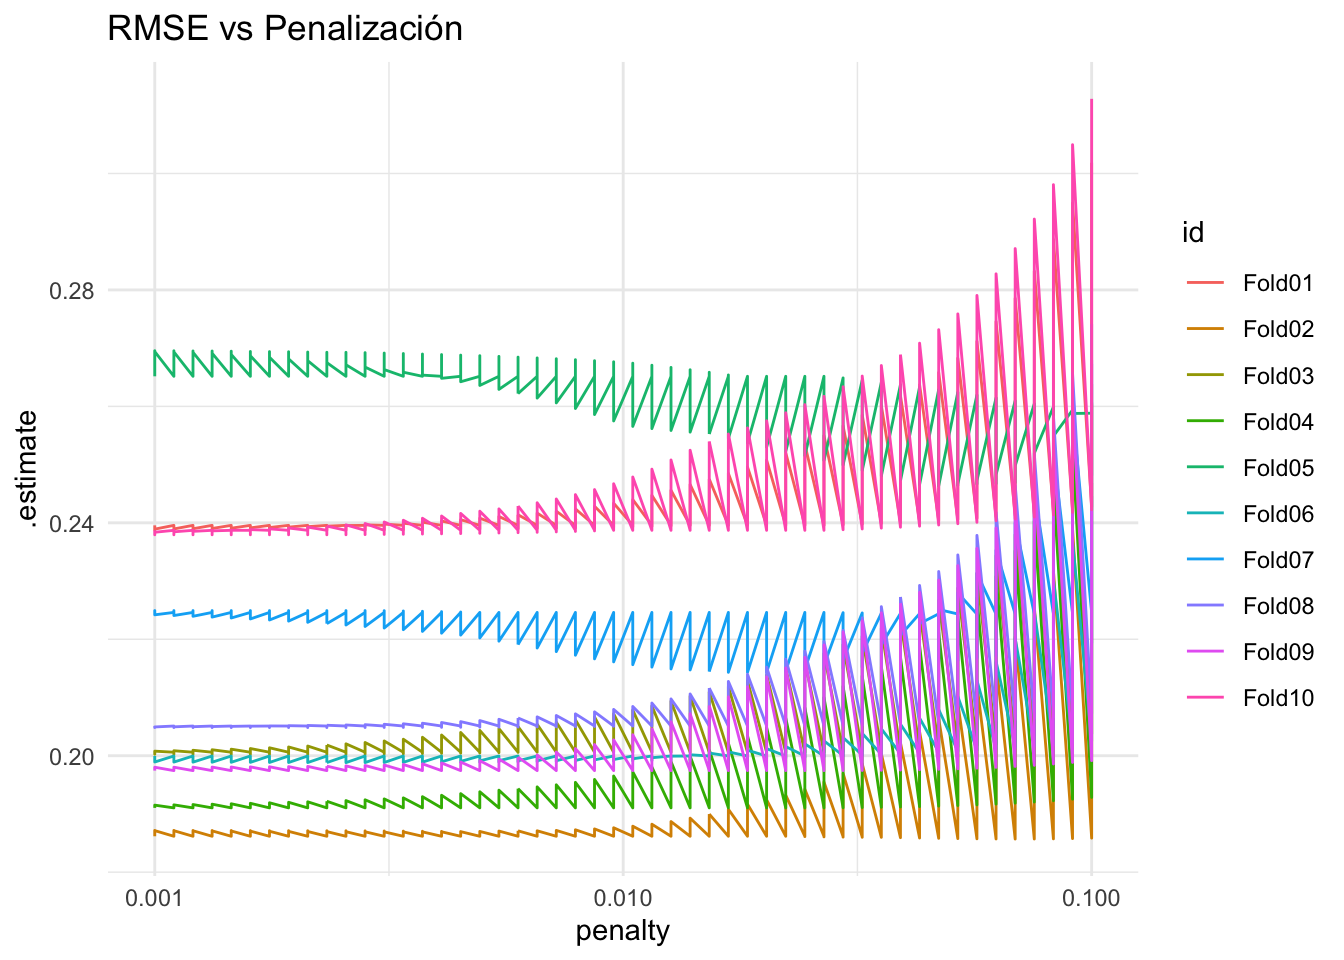 RMSE vs Penalización
.estimate
0.28
0.24
0.20
0.001
0.010
0.100
penalty
id
Fold01
Fold02
Fold03
Fold04
Fold05
Fold06
Fold07
Fold08
Fold09
Fold10